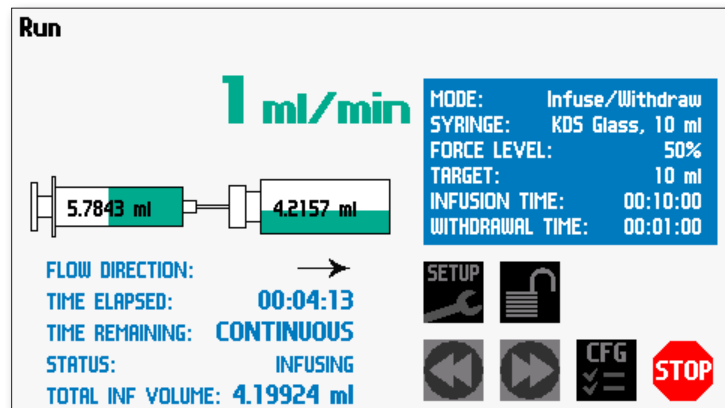 Run
1 ml/min
MODE: Infuse/Withdraw
SYRINGE: KDS Glass, 10 ml
FORCE LEVEL: 50%
TARGET: 10 ml
INFUSION TIME: 00:10:00
WITHDRAWAL TIME: 00:01:00
5.7843 ml
4.2157 ml
FLOW DIRECTION:
TIME ELAPSED: 00:04:13
TIME REMAINING: CONTINUOUS
STATUS: INFUSING
TOTAL INF VOLUME: 4.19924 ml
SETUP
CFG
STOP